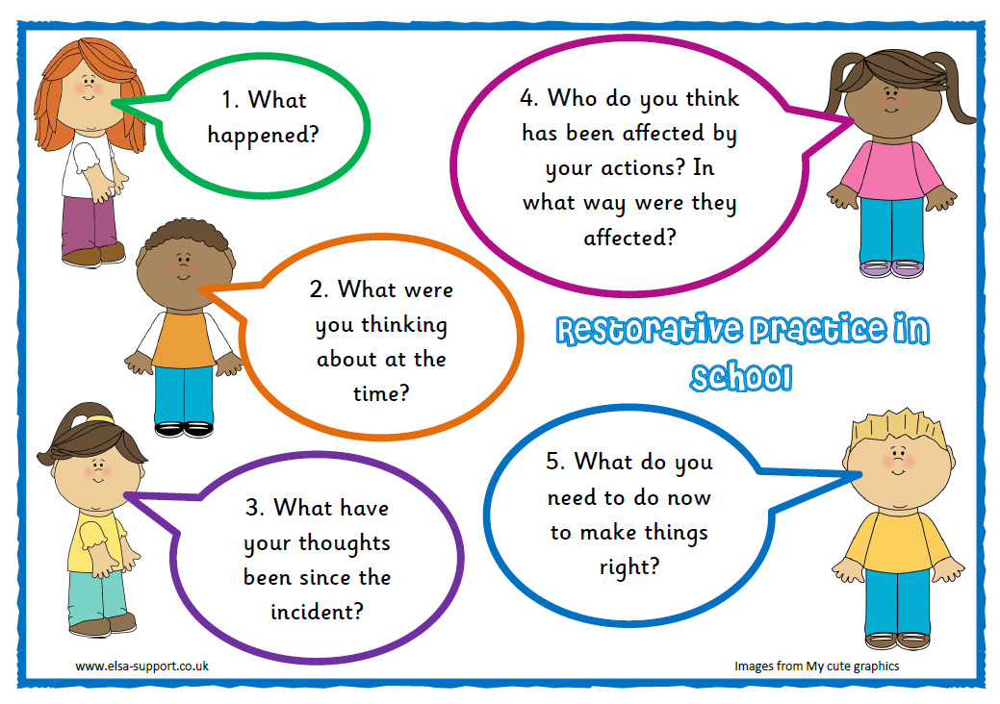 1. What
happened?
2. What were
you thinking
about at the
time?
3. What have
your thoughts
been since the
incident?
4. Who do you think
has been affected by
your actions? In
what way were they
affected?
Restorative Practice in
School
5. What do you
need to do now
to make things
right?
www.elsa-support.co.uk
Images from My cute graphics